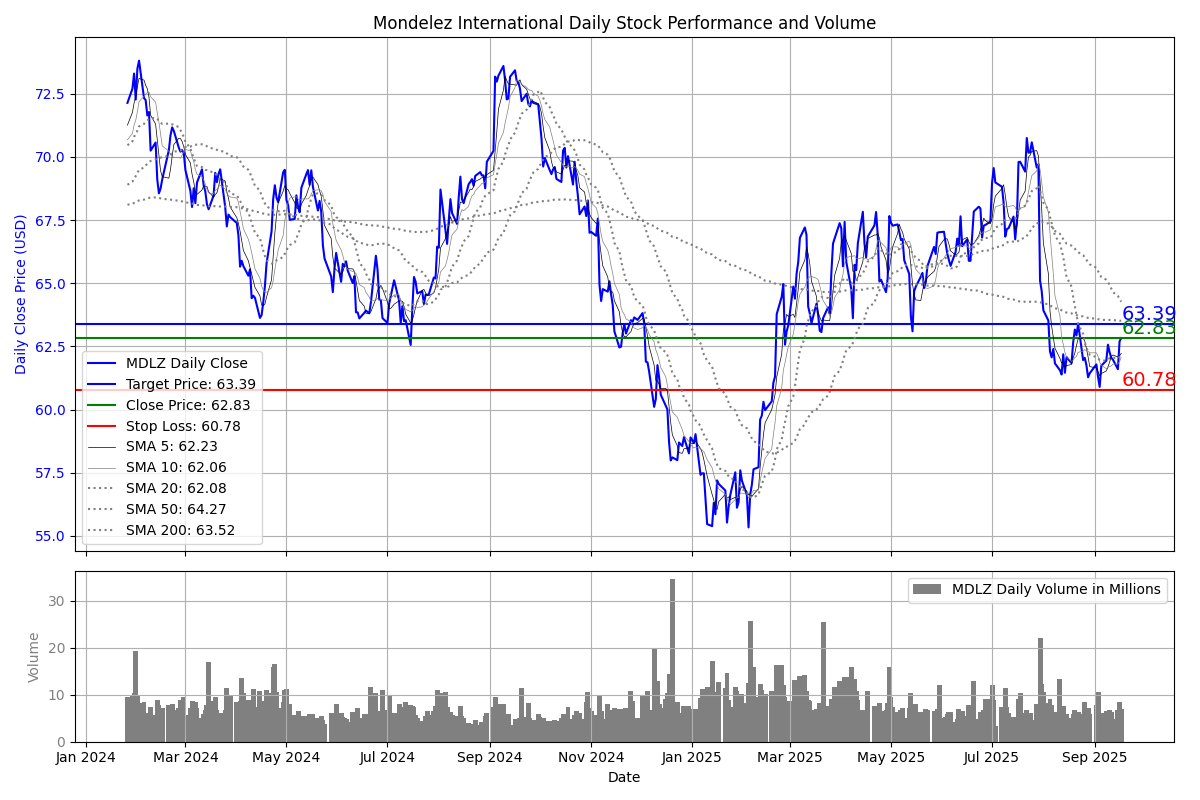 Mondelez International Daily Stock Performance and Volume
Daily Close Price (USD)
72.5
70.0
67.5
65.0
62.5
60.0
57.5
55.0
63.39
62.83
60.78
MDLZ Daily Close
Target Price: 63.39
Close Price: 62.83
Stop Loss: 60.78
SMA 5: 62.23
SMA 10: 62.06
SMA 20: 62.08
SMA 50: 64.27
SMA 200: 63.52
Volume
30
20
10
0
MDLZ Daily Volume in Millions
Jan 2024 Mar 2024 May 2024 Jul 2024 Sep 2024 Nov 2024 Jan 2025 Mar 2025 May 2025 Jul 2025 Sep 2025
Date